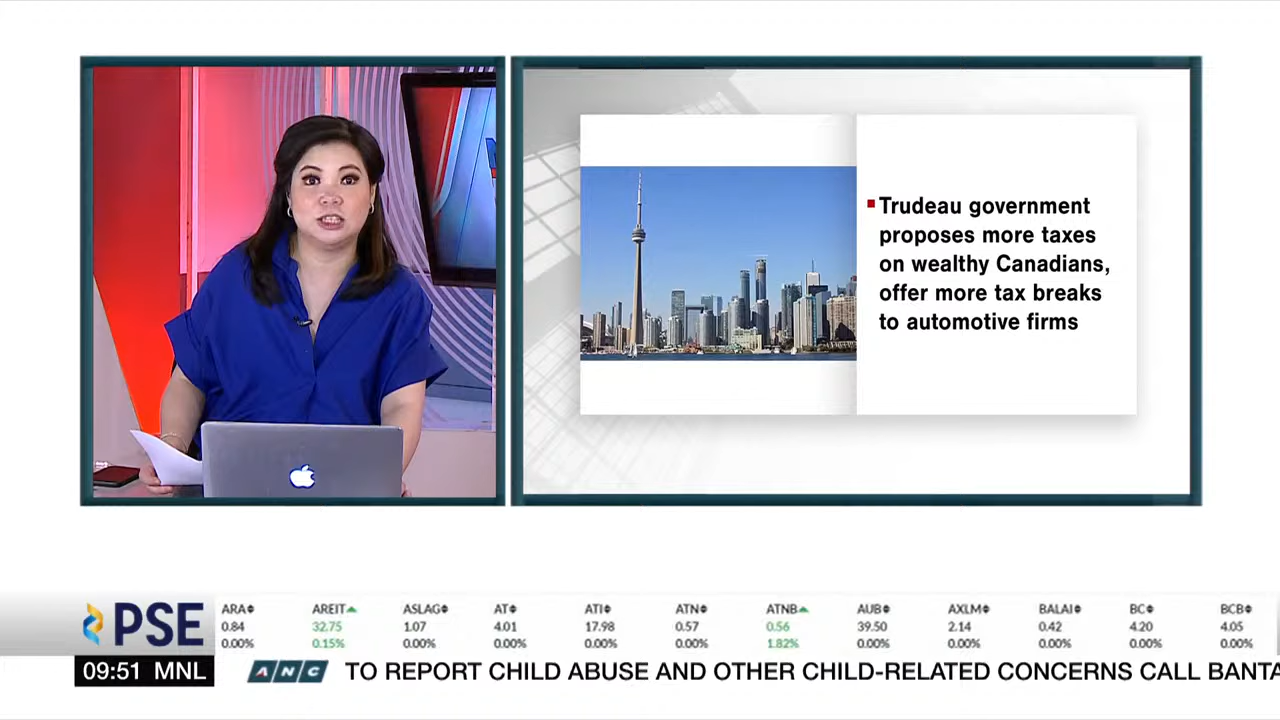 Trudeau government
proposes more taxes
on wealthy Canadians,
offer more tax breaks
to automotive firms
PSE
ARA AREIT ASLAG AT ATI ATN ATNB AUB AXLM BALAI BC BCB
0.84 32.75 1.07 4.01 17.98 0.57 0.56 39.50 2.14 0.42 4.20 4.05
0.00% 0.15% 0.00% 0.00% 0.00% 0.00% 1.82% 0.00% 0.00% 0.00% 0.00% 0.00%
09:51 MNL
ANC TO REPORT CHILD ABUSE AND OTHER CHILD-RELATED CONCERNS CALL BANTA